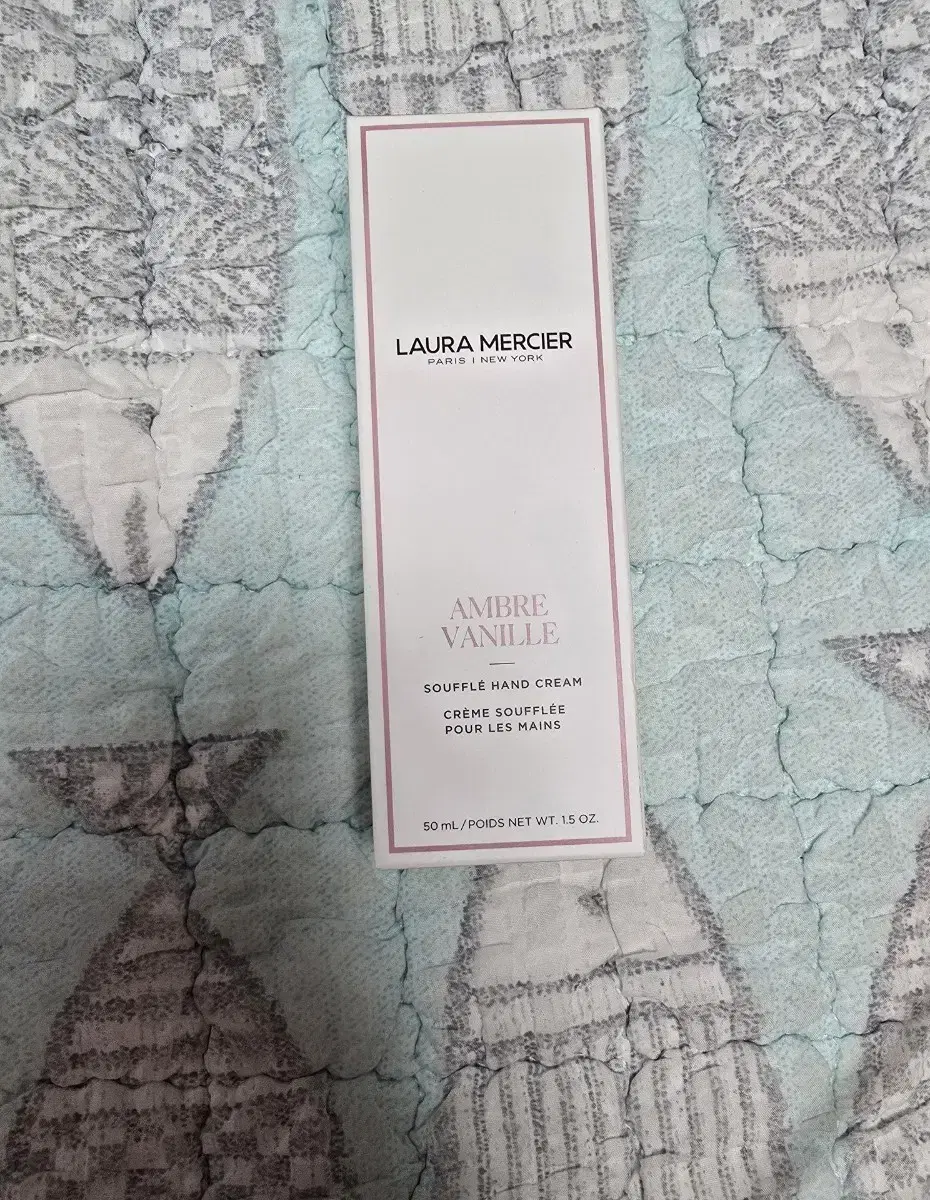 LAURA MERCIER
PARIS | NEW YORK
AMBRE
VANILLE
SOUFFLÉ HAND CREAM
CRÈME SOUFFLÉE
POUR LES MAINS
50 mL/POIDS NET WT. 1.5 OZ.